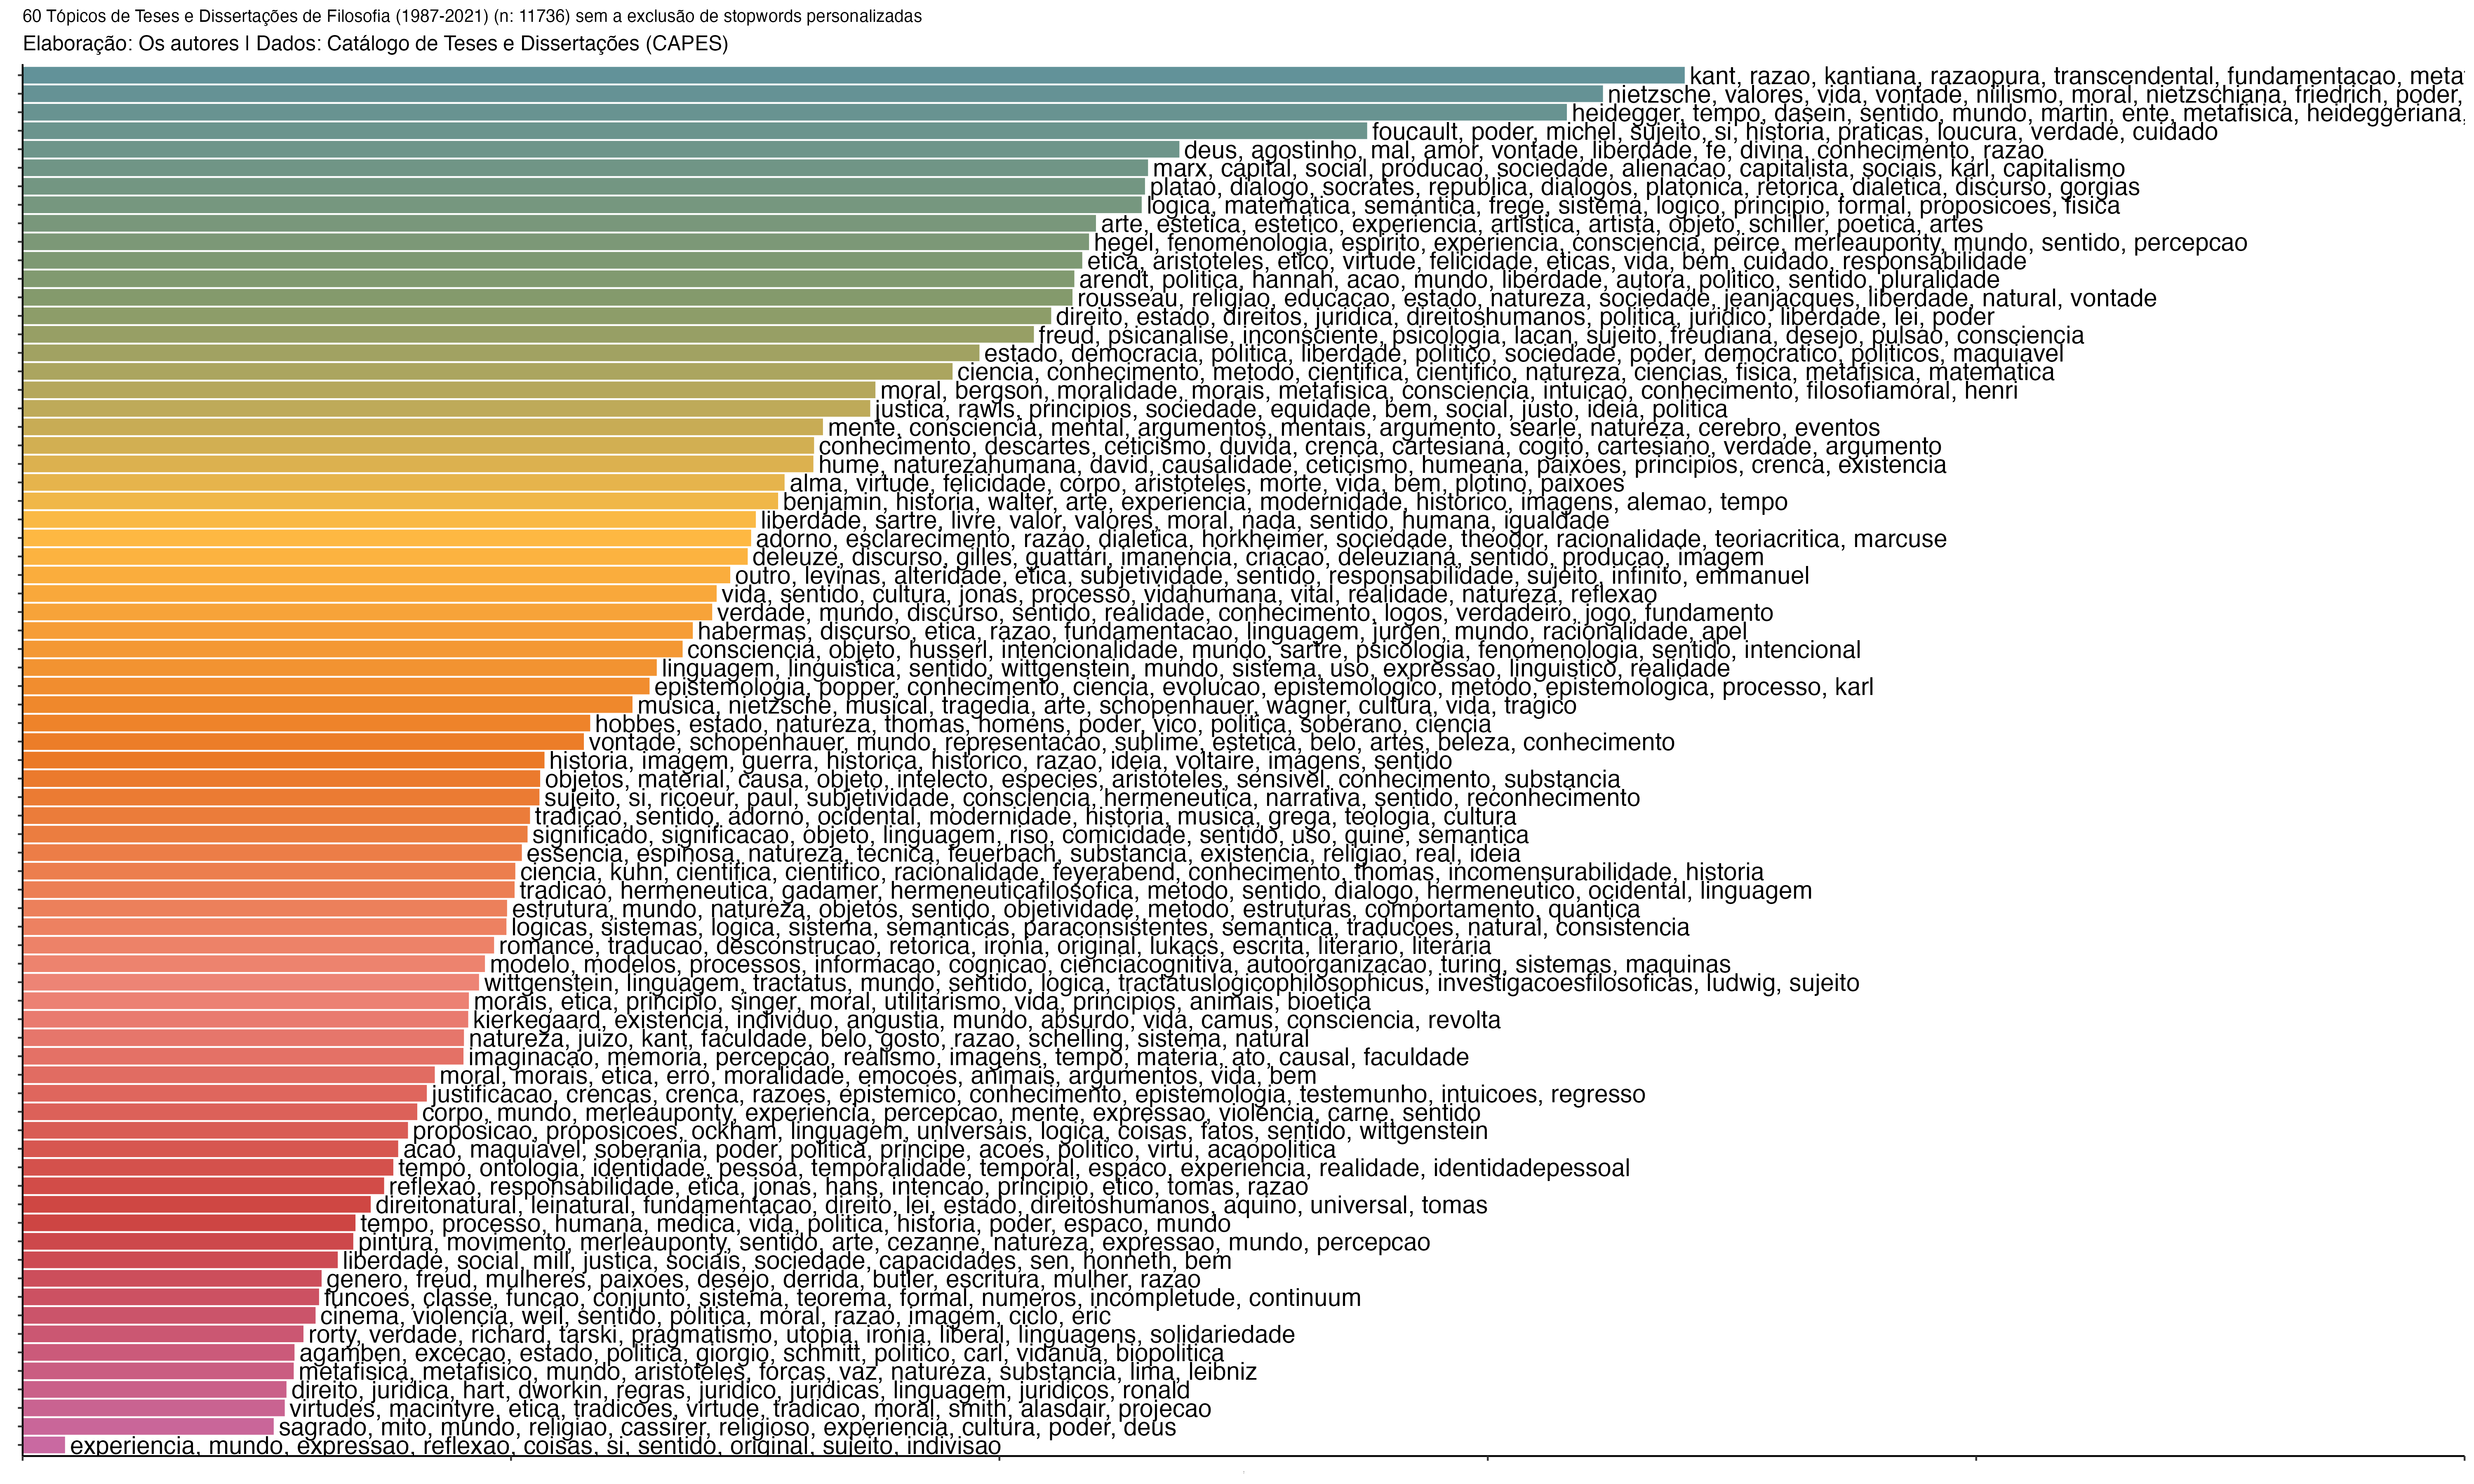 60 Tópicos de Teses e Dissertações de Filosofia (1987-2021) (n: 11736) sem a exclusão de stopwords personalizadas
Elaboração: Os autores | Dados: Catálogo de Teses e Dissertações (CAPES)
kant, razao, kantiana, razaopura, transcendental, fundamentacao, meta
nietzsche, valores, vida, vontade, niilismo, moral, nietzschiana, friedrich, poder,
heidegger, tempo, dasein, sentido, mundo, martin, ente, metafisica, heideggeriana,
foucault, poder, michel, sujeito, si, historia, praticas, loucura, verdade, cuidado
deus, agostinho, mal, amor, vontade, liberdade, fe, divina, conhecimento, razao
marx, capital, social, producao, sociedade, alienacao, capitalista, sociais, karl, capitalismo
platao, dialogo, socrates, republica, dialogos, platonica, retorica, dialetica, discurso, gorgias
logica, matematica, semantica, frege, sistema, logico, principio, formal, proposicoes, fisica
arte, estetica, estetico, experiencia, artistica, artista, objeto, schiller, poetica, artes
hegel, fenomenologia, espirito, experiencia, consciencia, peirce, merleauponty, mundo, sentido, percepcao
etica, aristoteles, etico, virtude, felicidade, eticas, vida, bem, cuidado, responsabilidade
arendt, politica, hannah, acao, mundo, liberdade, autora, politico, sentido, pluralidade
rousseau, religiao, educacao, estado, natureza, sociedade, jeanjacques, liberdade, natural, vontade
direito, estado, direitos, juridica, direitoshumanos, politica, juridico, liberdade, lei, poder
freud, psicanalise, inconsciente, psicologia, lacan, sujeito, freudiana, desejo, pulsao, consciencia
estado, democracia, politica, liberdade, politico, sociedade, poder, democratico, politicos, maquiavel
ciencia, conhecimento, metodo, cientifica, cientifico, natureza, ciencias, fisica, metafisica, matematica
moral, bergson, moralidade, morais, metafisica, consciencia, intuicao, conhecimento, filosofiamoral, henri
justica, rawls, principios, sociedade, equidade, bem, social, justo, ideia, politica
mente, consciencia, mental, argumentos, mentais, argumento, searle, natureza, cerebro, eventos
conhecimento, descartes, ceticismo, duvida, crenca, cartesiana, cogito, cartesiano, verdade, argumento
hume, naturezahumana, david, causalidade, ceticismo, humeana, paixoes, principios, crenca, existencia
alma, virtude, felicidade, corpo, aristoteles, morte, vida, bem, plotino, paixoes
benjamin, historia, walter, arte, experiencia, modernidade, historico, imagens, alemao, tempo
liberdade, sartre, livre, valor, valores, moral, nada, sentido, humana, igualdade
adorno, esclarecimento, razao, dialetica, horkheimer, sociedade, theodor, racionalidade, teoriacritica, marcuse
deleuze, discurso, gilles, guattari, imanencia, criacao, deleuziana, sentido, producao, imagem
outro, levinas, alteridade, etica, subjetividade, sentido, responsabilidade, sujeito, infinito, emmanuel
vida, sentido, cultura, jonas, processo, vidahumana, vital, realidade, natureza, reflexao
verdade, mundo, discurso, sentido, realidade, conhecimento, logos, verdadeiro, jogo, fundamento
habermas, discurso, etica, razao, fundamentacao, linguagem, jurgen, mundo, racionalidade, apel
consciencia, objeto, husserl, intencionalidade, mundo, sartre, psicologia, fenomenologia, sentido, intencional
linguagem, linguistica, sentido, wittgenstein, mundo, sistema, uso, expressao, linguistico, realidade
epistemologia, popper, conhecimento, ciencia, evolucao, epistemologico, metodo, epistemologica, processo, karl
musica, nietzsche, musical, tragedia, arte, schopenhauer, wagner, cultura, vida, tragico
hobbes, estado, natureza, thomas, homens, poder, vico, politica, soberano, ciencia
vontade, schopenhauer, mundo, representacao, sublime, estetica, belo, artes, beleza, conhecimento
historia, imagem, guerra, historica, historico, razao, ideia, voltaire, imagens, sentido
objetos, material, causa, objeto, intelecto, especies, aristoteles, sensivel, conhecimento, substancia
sujeito, si, ricoeur, paul, subjetividade, consciencia, hermeneutica, narrativa, sentido, reconhecimento
tradicao, sentido, adorno, ocidental, modernidade, historia, musica, grega, teologia, cultura
significado, significacao, objeto, linguagem, riso, comicidade, sentido, uso, quine, semantica
essencia, espinosa, natureza, tecnica, feuerbach, substancia, existencia, religiao, real, ideia
ciencia, kuhn, cientifica, cientifico, racionalidade, feyerabend, conhecimento, thomas, incomensurabilidade, historia
tradicao, hermeneutica, gadamer, hermeneuticafilosofica, metodo, sentido, dialogo, hermeneutico, ocidental, linguagem
estrutura, mundo, natureza, objetos, sentido, objetividade, metodo, estruturas, comportamento, quantica
logicas, sistemas, logica, sistema, semanticas, paraconsistentes, semantica, traducoes, natural, consistencia
romance, traducao, desconstrucao, retorica, ironia, original, lukacs, escrita, literario, literaria
modelo, modelos, processos, informacao, cognicao, cienciacognitiva, autoorganizacao, turing, sistemas, maquinas
wittgenstein, linguagem, tractatus, mundo, sentido, logica, tractatuslogicophilosophicus, investigacoesfilosoficas, ludwig, sujeito
morais, etica, principio, singer, moral, utilitarismo, vida, principios, animais, bioetica
kierkegaard, existencia, individuo, angustia, mundo, absurdo, vida, camus, consciencia, revolta
natureza, juizo, kant, faculdade, belo, gosto, razao, schelling, sistema, natural
imaginacao, memoria, percepcao, realismo, imagens, tempo, materia, ato, causal, faculdade
moral, morais, etica, erro, moralidade, emocoes, animais, argumentos, vida, bem
justificacao, crencas, crenca, razoes, epistemico, conhecimento, epistemologia, testemunho, intuicoes, regresso
corpo, mundo, merleauponty, experiencia, percepcao, mente, expressao, violencia, carne, sentido
proposicao, proposicoes, ockham, linguagem, universais, logica, coisas, fatos, sentido, wittgenstein
acao, maquiavel, soberania, poder, politica, principe, acoes, politico, virtu, acaopolitica
tempo, ontologia, identidade, pessoa, temporalidade, temporal, espaco, experiencia, realidade, identidadepessoal
reflexao, responsabilidade, etica, jonas, hans, intencao, principio, etico, tomas, razao
direitonatural, leinatural, fundamentacao, direito, lei, estado, direitoshumanos, aquino, universal, tomas
tempo, processo, humana, medica, vida, politica, historia, poder, espaco, mundo
pintura, movimento, merleauponty, sentido, arte, cezanne, natureza, expressao, mundo, percepcao
liberdade, social, mill, justica, sociais, sociedade, capacidades, sen, honneth, bem
genero, freud, mulheres, paixoes, desejo, derrida, butler, escritura, mulher, razao
funcoes, classe, funcao, conjunto, sistema, teorema, formal, numeros, incompletude, continuum
cinema, violencia, weil, sentido, politica, moral, razao, imagem, ciclo, eric
rorty, verdade, richard, tarski, pragmatismo, utopia, ironia, liberal, linguagens, solidariedade
agamben, excecao, estado, politica, giorgio, schmitt, politico, carl, vidanua, biopolitica
metafisica, metafisico, mundo, aristoteles, forcas, vaz, natureza, substancia, lima, leibniz
direito, juridica, hart, dworkin, regras, juridico, juridicas, linguagem, juridicos, ronald
virtudes, macintyre, etica, tradicoes, virtude, tradicao, moral, smith, alasdair, projecao
sagrado, mito, mundo, religiao, cassirer, religioso, experiencia, cultura, poder, deus
experiencia, mundo, expressao, reflexao, coisas, si, sentido, original, sujeito, indivisao